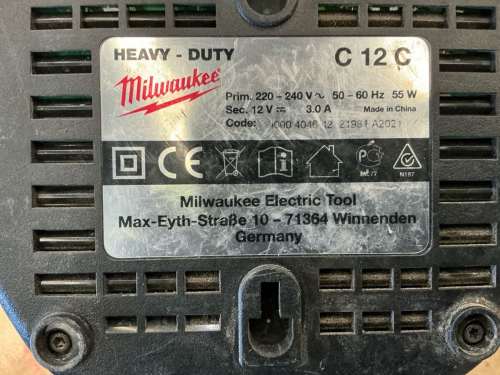 HEAVY - DUTY
C 12 C
Milwaukee
Prim. 220 - 240 V ~ 50 - 60 Hz 55 W
Sec. 12 V ⎓ 3.0 A
Made in China
Code:
CE
N187
Milwaukee Electric Tool
Max-Eyth-Straße 10 - 71364 Winnenden
Germany